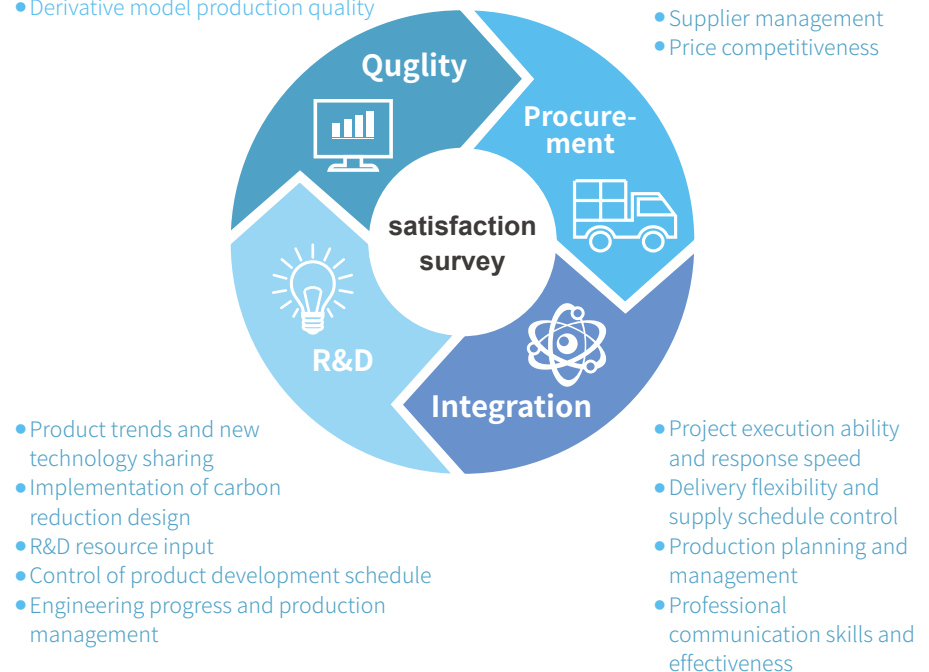 • Derivative model production quality
• Supplier management
• Price competitiveness
Quglity
Procure-
ment
satisfaction
survey
R&D
Integration
• Product trends and new
technology sharing
• Implementation of carbon
reduction design
• R&D resource input
• Control of product development schedule
• Engineering progress and production
management
• Project execution ability
and response speed
• Delivery flexibility and
supply schedule control
• Production planning and
management
• Professional
communication skills and
effectiveness